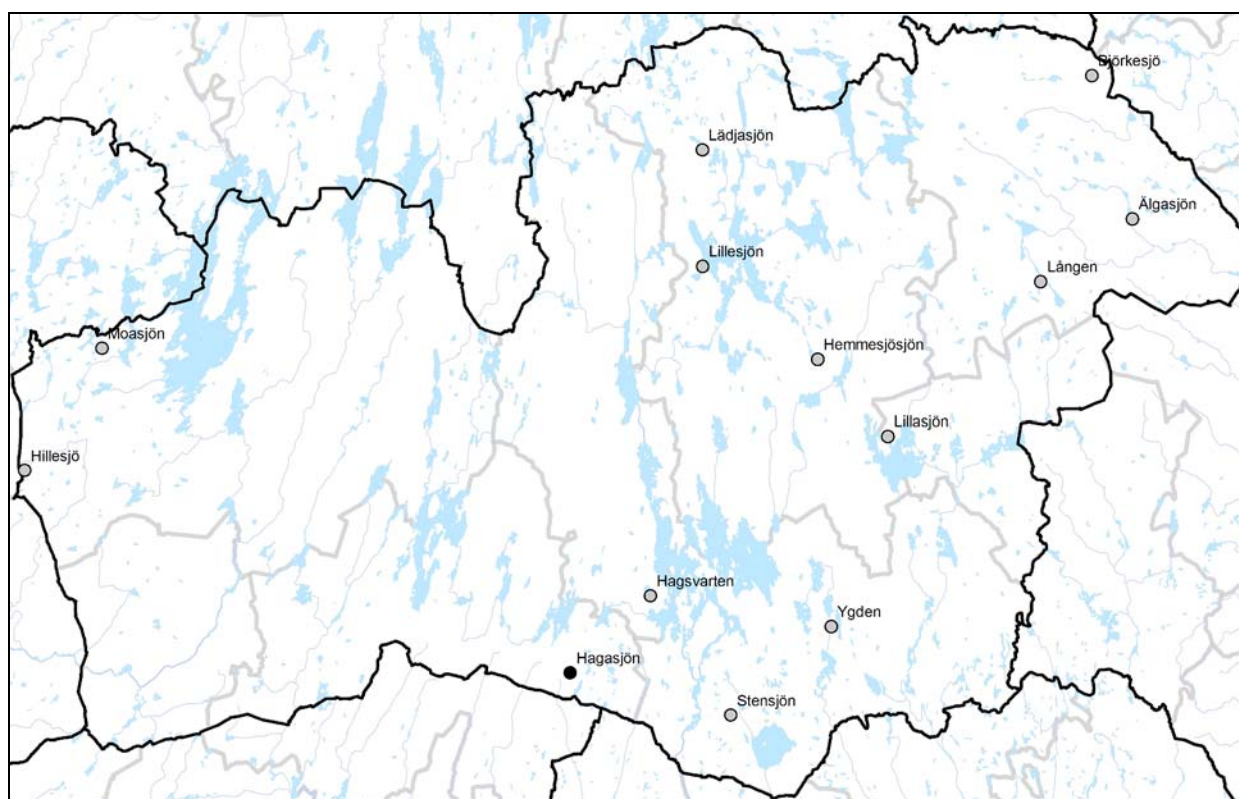 Björkesjö
Lädjasjön
Älgasjön
Lillesjön
Lången
Moasjön
Hemmesjösjön
Lillasjön
Hillesjö
Hagsvarten
Ygden
Hagasjön
Stensjön